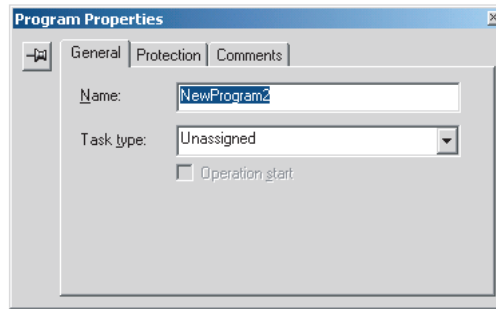 Program Properties
General Protection Comments
Name: NewProgram2
Task type: Unassigned
Operation start